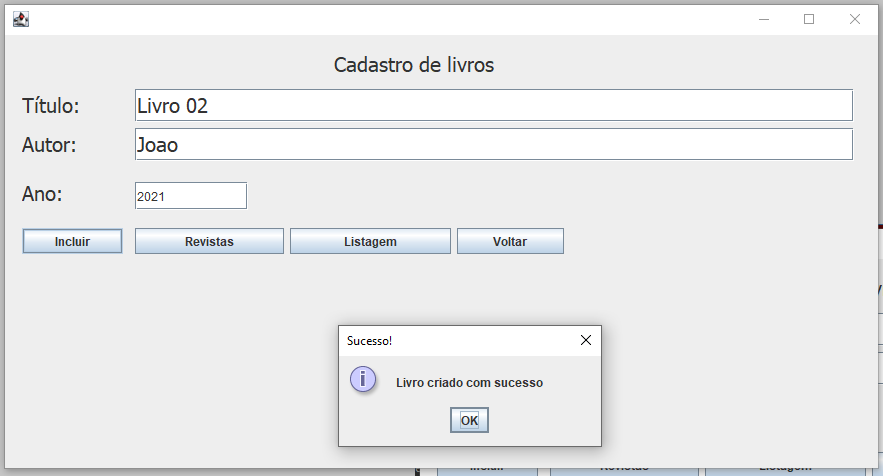 Cadastro de livros
Título: Livro 02
Autor: Joao
Ano: 2021
Incluir Revistas Listagem Voltar
Sucesso!
Livro criado com sucesso
OK